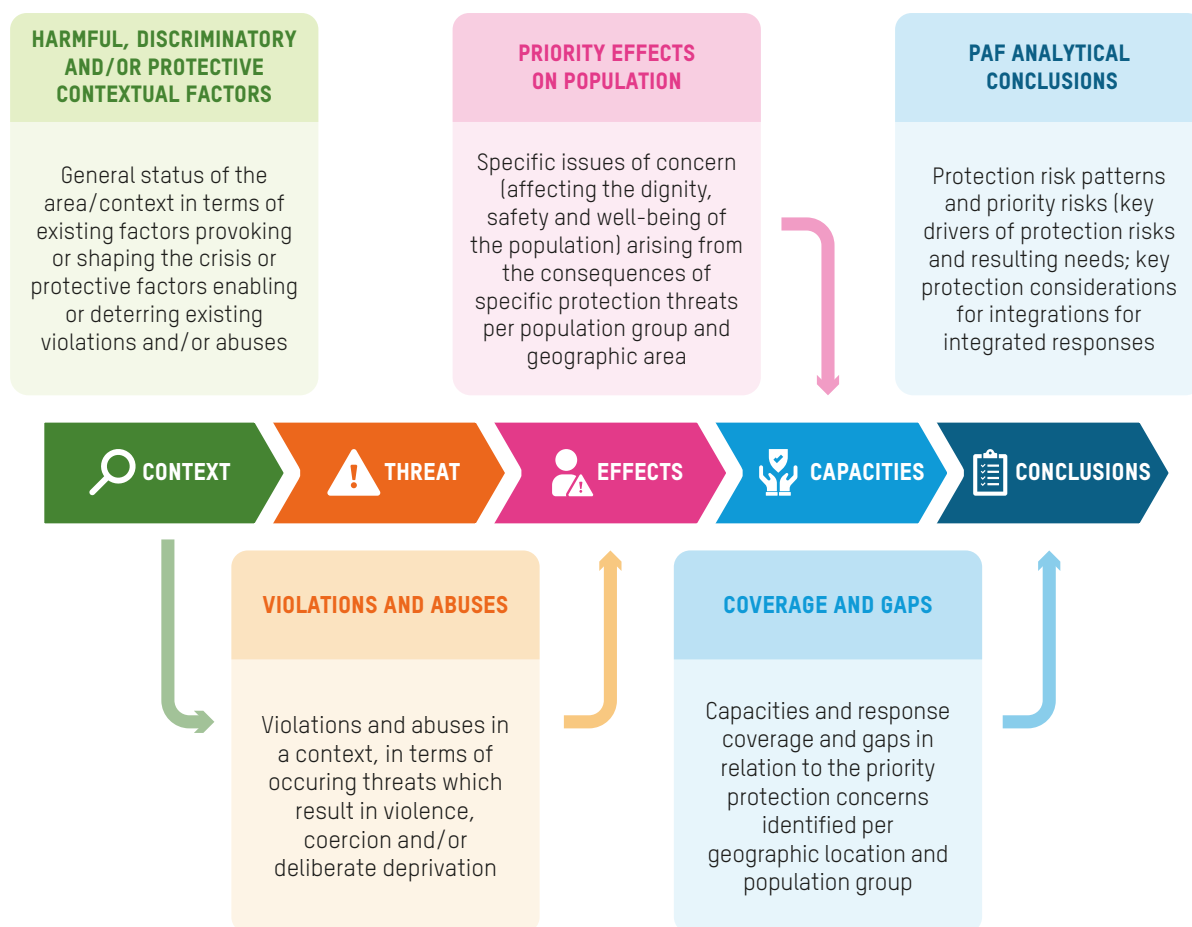 HARMFUL, DISCRIMINATORY
AND/OR PROTECTIVE
CONTEXTUAL FACTORS
General status of the
area/context in terms of
existing factors provoking
or shaping the crisis or
protective factors enabling
or deterring existing
violations and/or abuses
PRIORITY EFFECTS
ON POPULATION
Specific issues of concern
(affecting the dignity,
safety and well-being of
the population) arising from
the consequences of
specific protection threats
per population group and
geographic area
PAF ANALYTICAL
CONCLUSIONS
Protection risk patterns
and priority risks (key
drivers of protection risks
and resulting needs; key
protection considerations
for integrations for
integrated responses
CONTEXT
THREAT
EFFECTS
CAPACITIES
CONCLUSIONS
VIOLATIONS AND ABUSES
Violations and abuses in
a context, in terms of
occuring threats which
result in violence,
coercion and/or
deliberate deprivation
COVERAGE AND GAPS
Capacities and response
coverage and gaps in
relation to the priority
protection concerns
identified per
geographic location and
population group